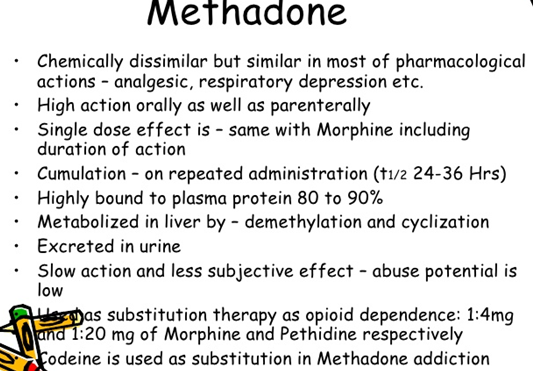 Methadone
• Chemically dissimilar but similar in most of pharmacological
actions – analgesic, respiratory depression etc.
• High action orally as well as parenterally
• Single dose effect is – same with Morphine including
duration of action
• Cumulation – on repeated administration (t1/2 24-36 Hrs)
• Highly bound to plasma protein 80 to 90%
• Metabolized in liver by – demethylation and cyclization
• Excreted in urine
• Slow action and less subjective effect – abuse potential is
low
Used as substitution therapy as opioid dependence: 1:4mg
and 1:20 mg of Morphine and Pethidine respectively
Codeine is used as substitution in Methadone addiction